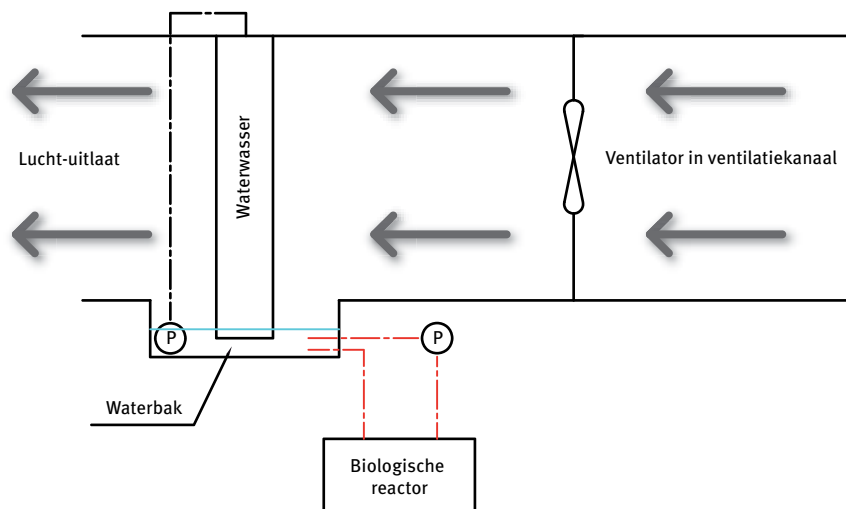 Lucht-uitlaat
Waterwasser
Ventilator in ventilatiekanaal
P
P
Waterbak
Biologische
reactor